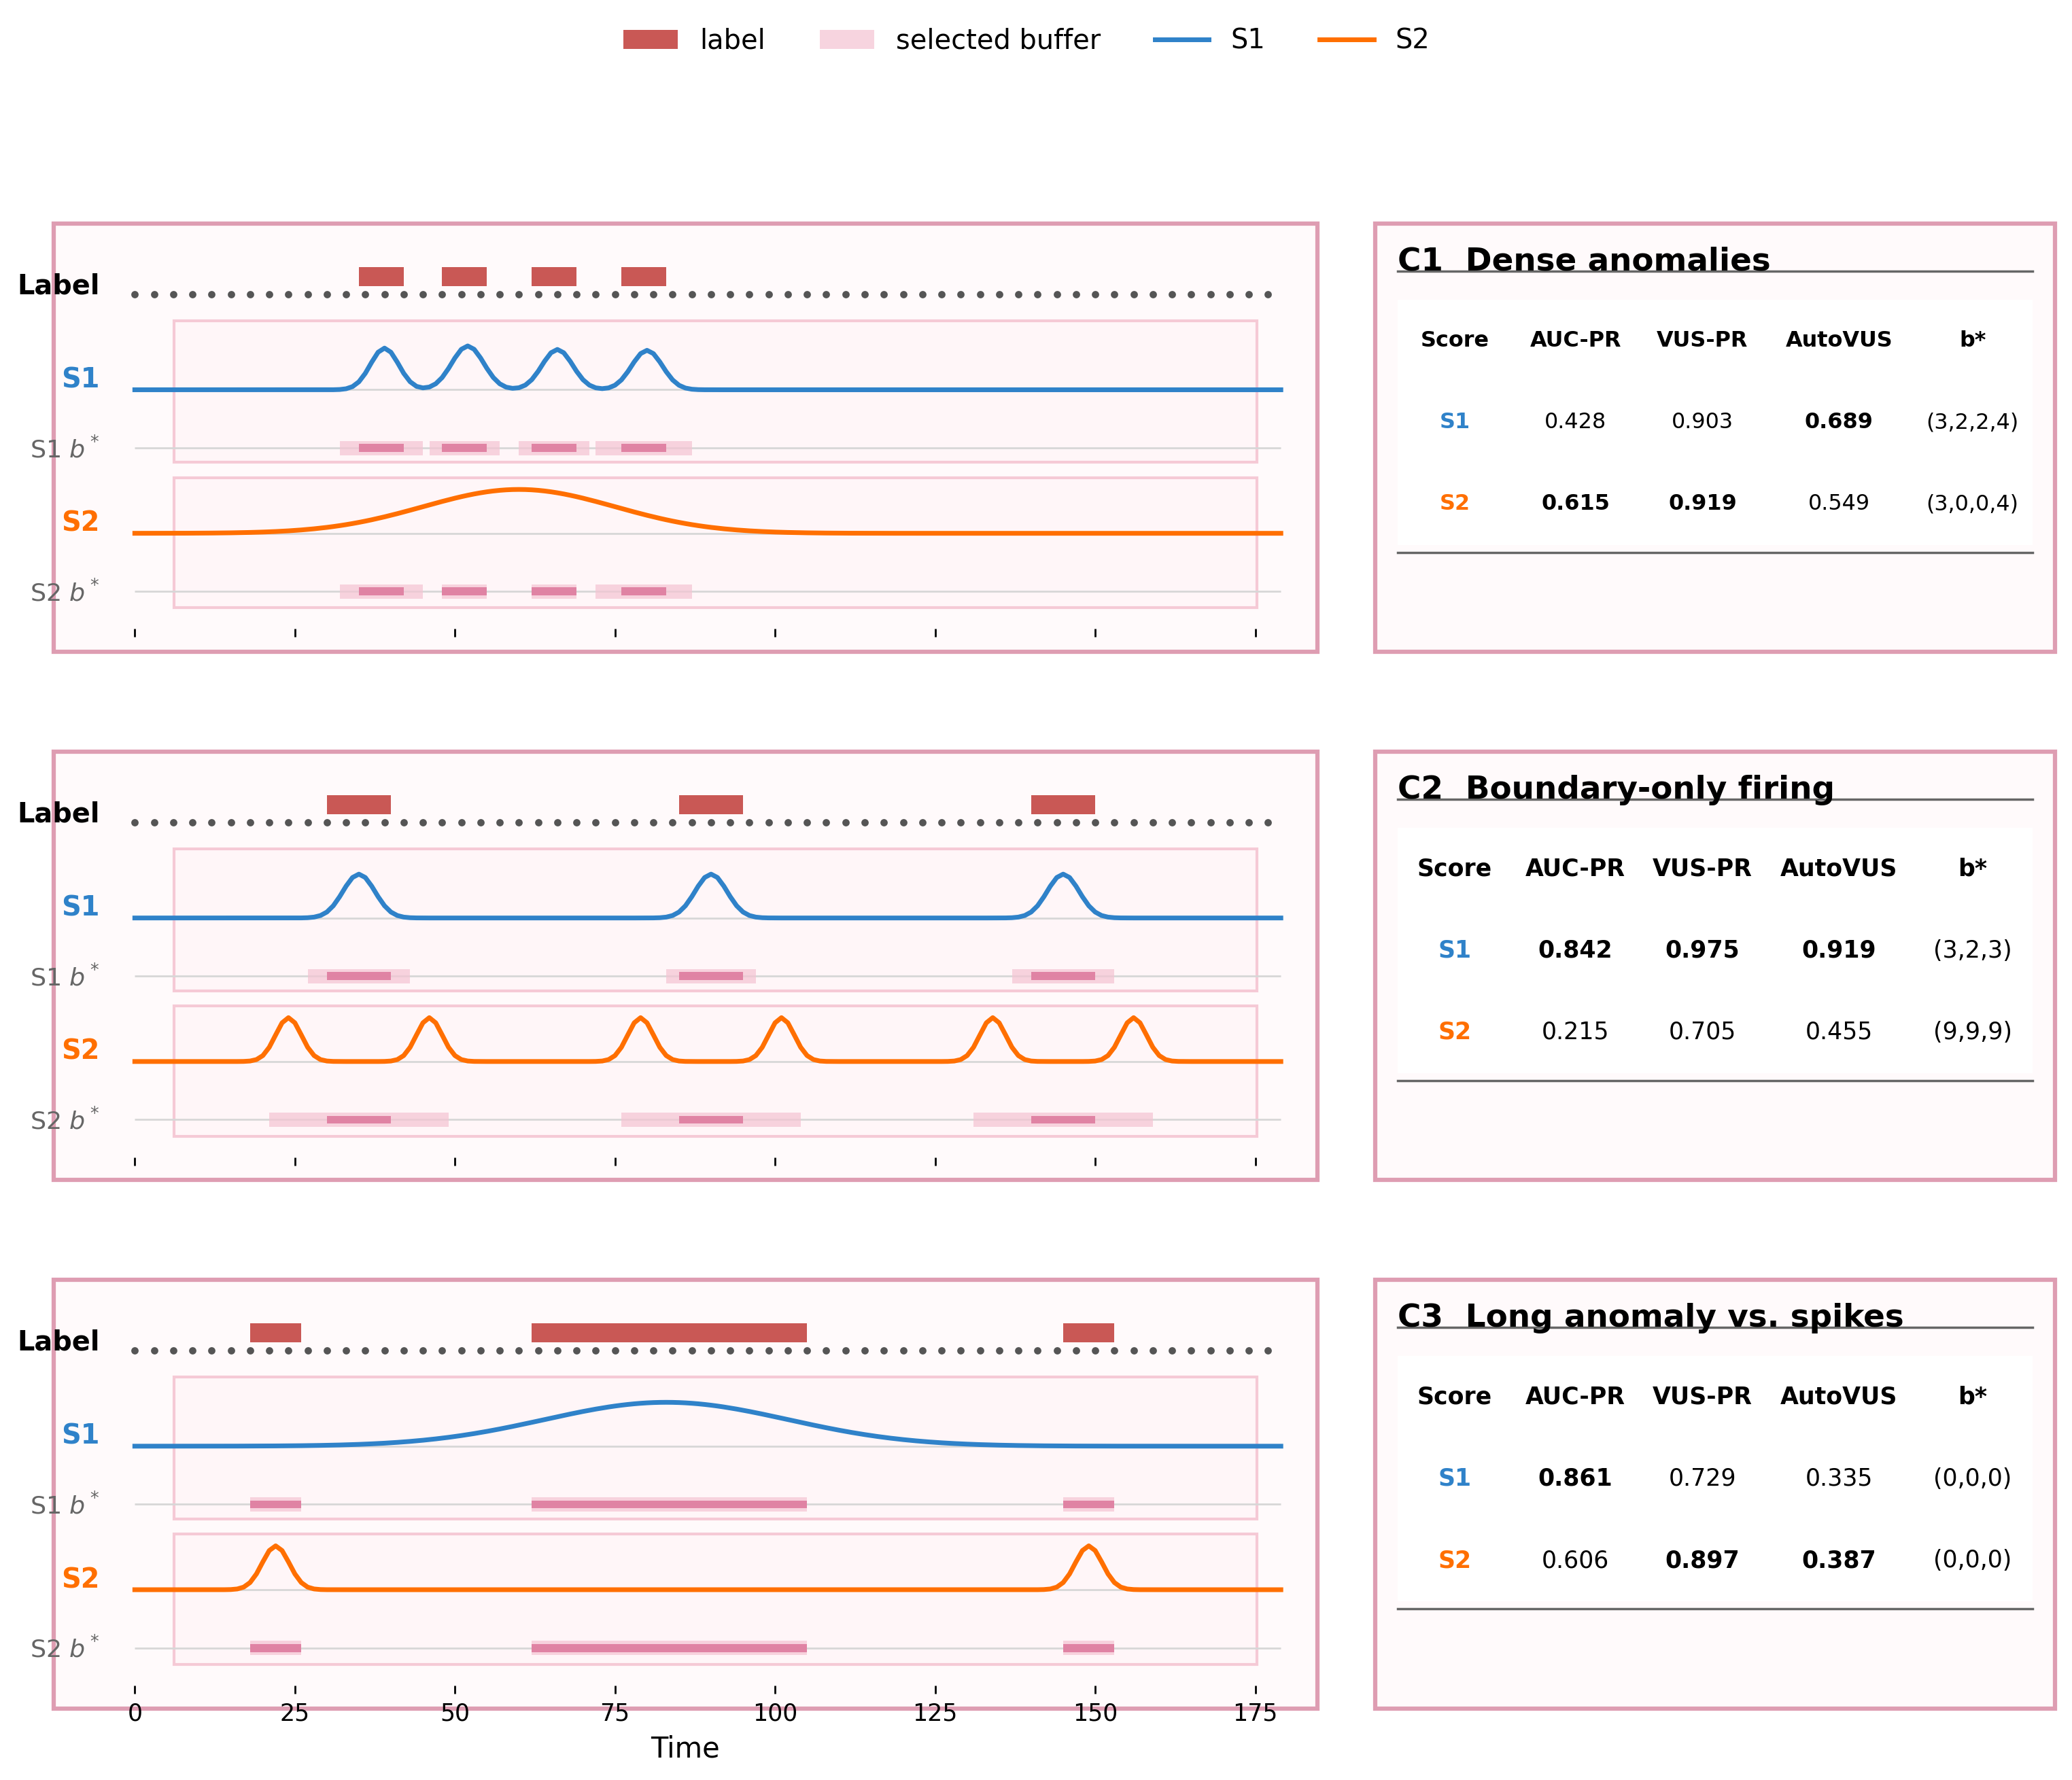 label selected buffer S1 S2
Label
S1
S1 b*
S2
S2 b*
C1 Dense anomalies
Score AUC-PR VUS-PR AutoVUS b*
S1 0.428 0.903 0.689 (3,2,2,4)
S2 0.615 0.919 0.549 (3,0,0,4)
Label
S1
S1 b*
S2
S2 b*
C2 Boundary-only firing
Score AUC-PR VUS-PR AutoVUS b*
S1 0.842 0.975 0.919 (3,2,3)
S2 0.215 0.705 0.455 (9,9,9)
Label
S1
S1 b*
S2
S2 b*
0 25 50 75 100 125 150 175
Time
C3 Long anomaly vs. spikes
Score AUC-PR VUS-PR AutoVUS b*
S1 0.861 0.729 0.335 (0,0,0)
S2 0.606 0.897 0.387 (0,0,0)